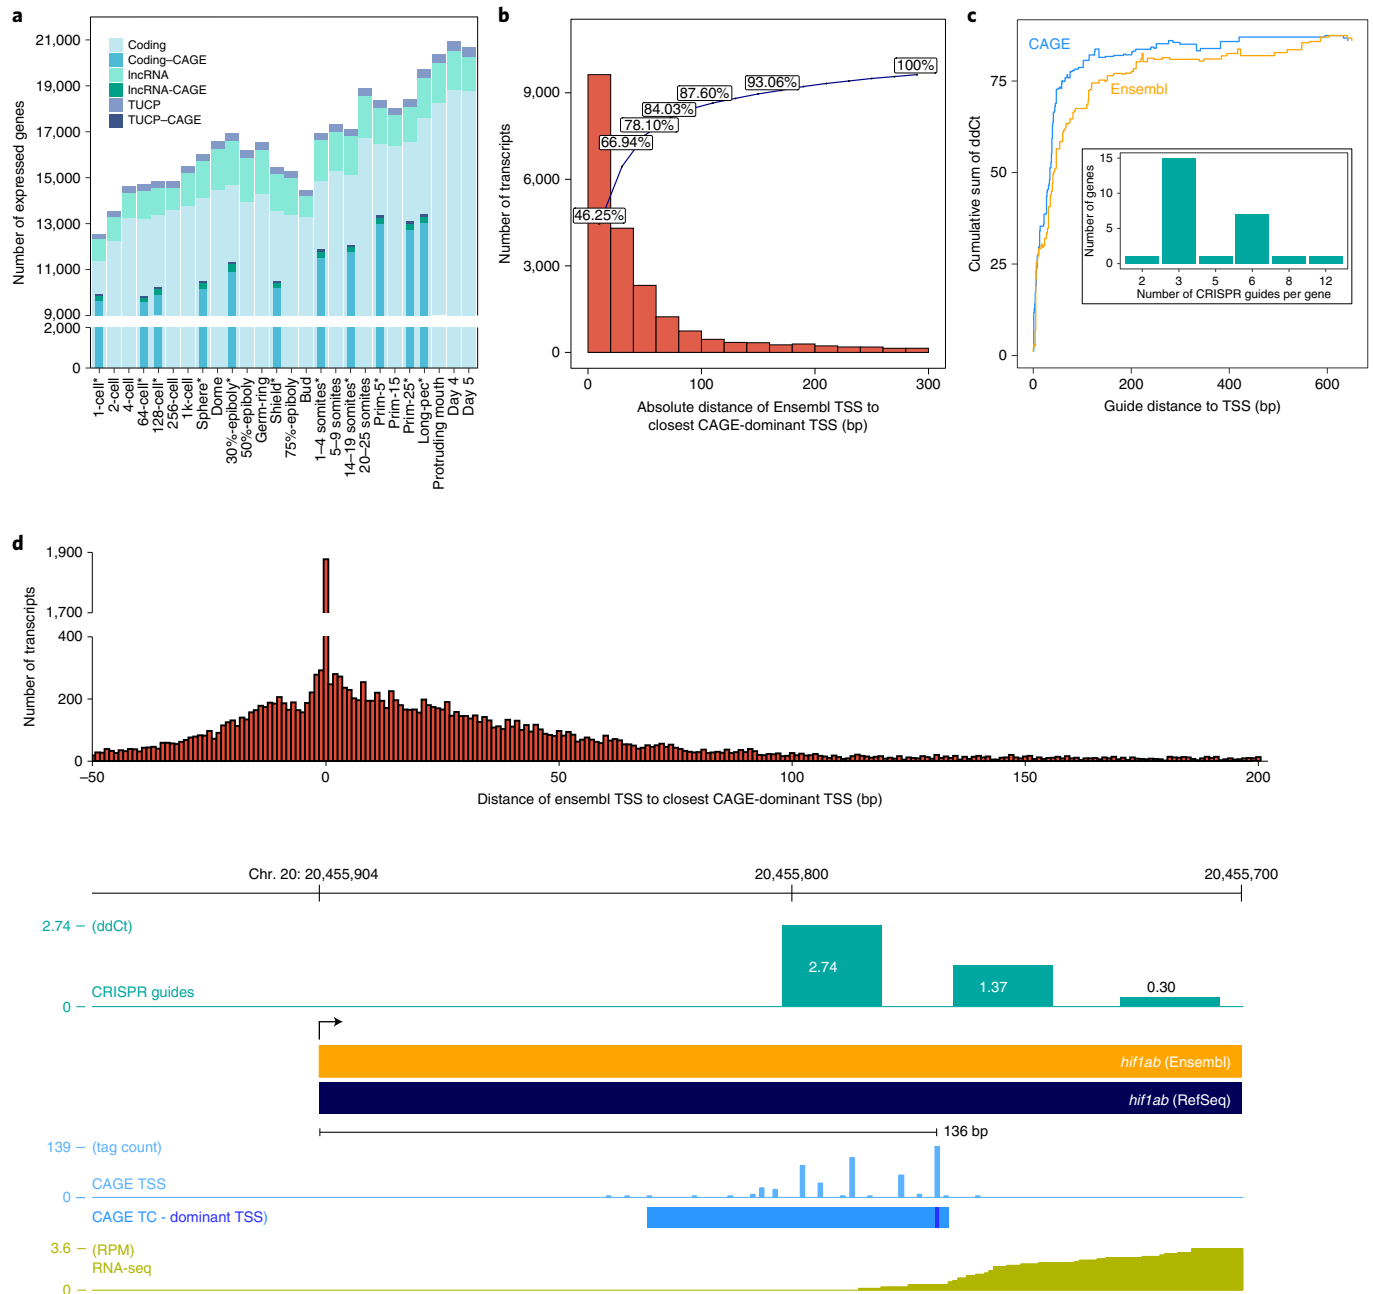 a
Number of expressed genes
21,000
19,000
17,000
15,000
13,000
11,000
9,000
2,000
0
Coding
Coding–CAGE
lncRNA
lncRNA-CAGE
TUCP
TUCP–CAGE
1-cell*
2-cell
4-cell
64-cell*
128-cell*
256-cell
1k-cell
Sphere*
Dome
30%-epiboly*
50%-epiboly
Germ-ring
Shield*
75%-epiboly
Bud
1–4 somites*
5–9 somites
14–19 somites*
20–25 somites
Prim-5*
Prim-15
Prim-25*
Long-pec*
Protruding mouth
Day 4
Day 5
b
Number of transcripts
9,000
6,000
3,000
0
46.25%
66.94%
78.10%
84.03%
87.60%
93.06%
100%
0 100 200 300
Absolute distance of Ensembl TSS to
closest CAGE-dominant TSS (bp)
c
Cumulative sum of ddCt
75
50
25
0
CAGE
Ensembl
Number of genes
15
10
5
0
2 3 5 6 8 12
Number of CRISPR guides per gene
0 200 400 600
Guide distance to TSS (bp)
d
Number of transcripts
1,900
1,700
400
200
0
–50 0 50 100 150 200
Distance of ensembl TSS to closest CAGE-dominant TSS (bp)
Chr. 20: 20,455,904 20,455,800 20,455,700
2.74 (ddCt)
2.74
1.37
0.30
CRISPR guides
0
hif1ab (Ensembl)
hif1ab (RefSeq)
136 bp
139 (tag count)
CAGE TSS
0
CAGE TC - dominant TSS)
3.6 (RPM)
RNA-seq
0